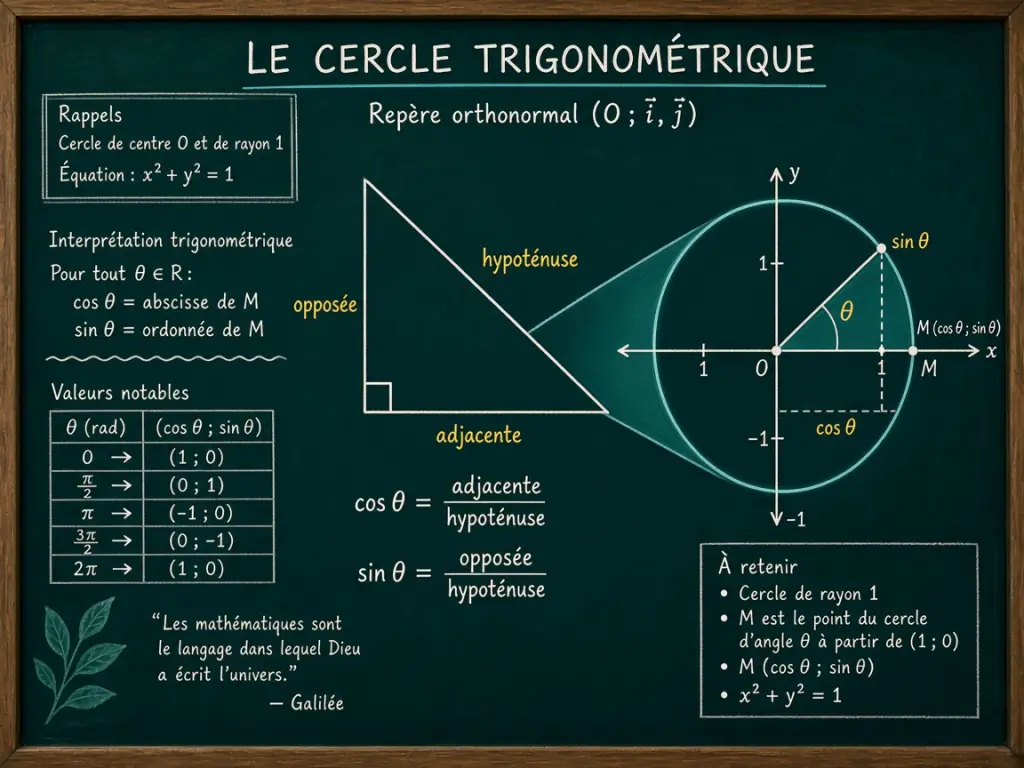 LE CERCLE TRIGONOMÉTRIQUE
Rappels
Cercle de centre O et de rayon 1
Équation : x² + y² = 1
Repère orthonormal (O ; i⃗, j⃗)
Interprétation trigonométrique
Pour tout θ ∈ R :
cos θ = abscisse de M
sin θ = ordonnée de M
Valeurs notables
θ (rad) (cos θ ; sin θ)
0 → (1 ; 0)
π/2 → (0 ; 1)
π → (−1 ; 0)
3π/2 → (0 ; −1)
2π → (1 ; 0)
"Les mathématiques sont
le langage dans lequel Dieu
a écrit l'univers."
— Galilée
hypoténuse
opposée
adjacente
cos θ = adjacente/hypoténuse
sin θ = opposée/hypoténuse
y
sin θ
1
θ
M (cos θ ; sin θ)
x
1
O
1
M
cos θ
−1
−1
À retenir
• Cercle de rayon 1
• M est le point du cercle
d'angle θ à partir de (1 ; 0)
• M (cos θ ; sin θ)
• x² + y² = 1